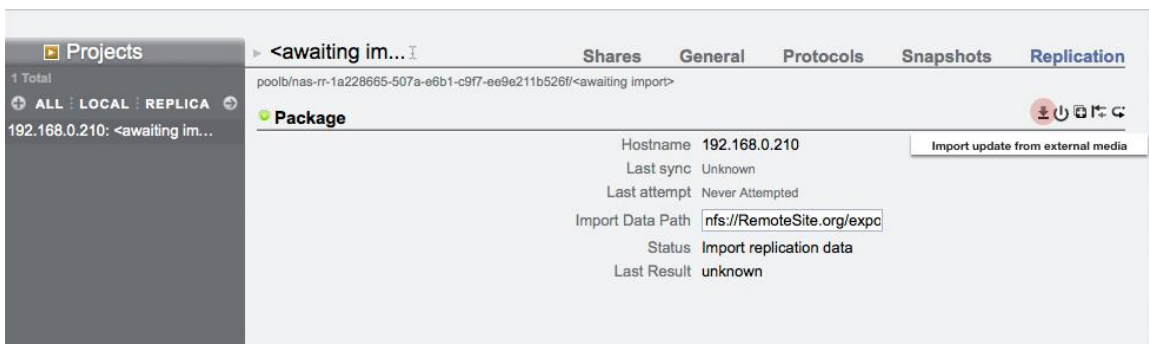 Projects
1 Total
ALL LOCAL REPLICA
192.168.0.210: <awaiting im...
<awaiting im...
Shares General Protocols Snapshots Replication
poolb/nas-rr-1a228665-507a-e6b1-c9f7-ee9e211b526f/<awaiting import>
Package
Import update from external media
Hostname 192.168.0.210
Last sync Unknown
Last attempt Never Attempted
Import Data Path nfs://RemoteSite.org/expo
Status Import replication data
Last Result unknown